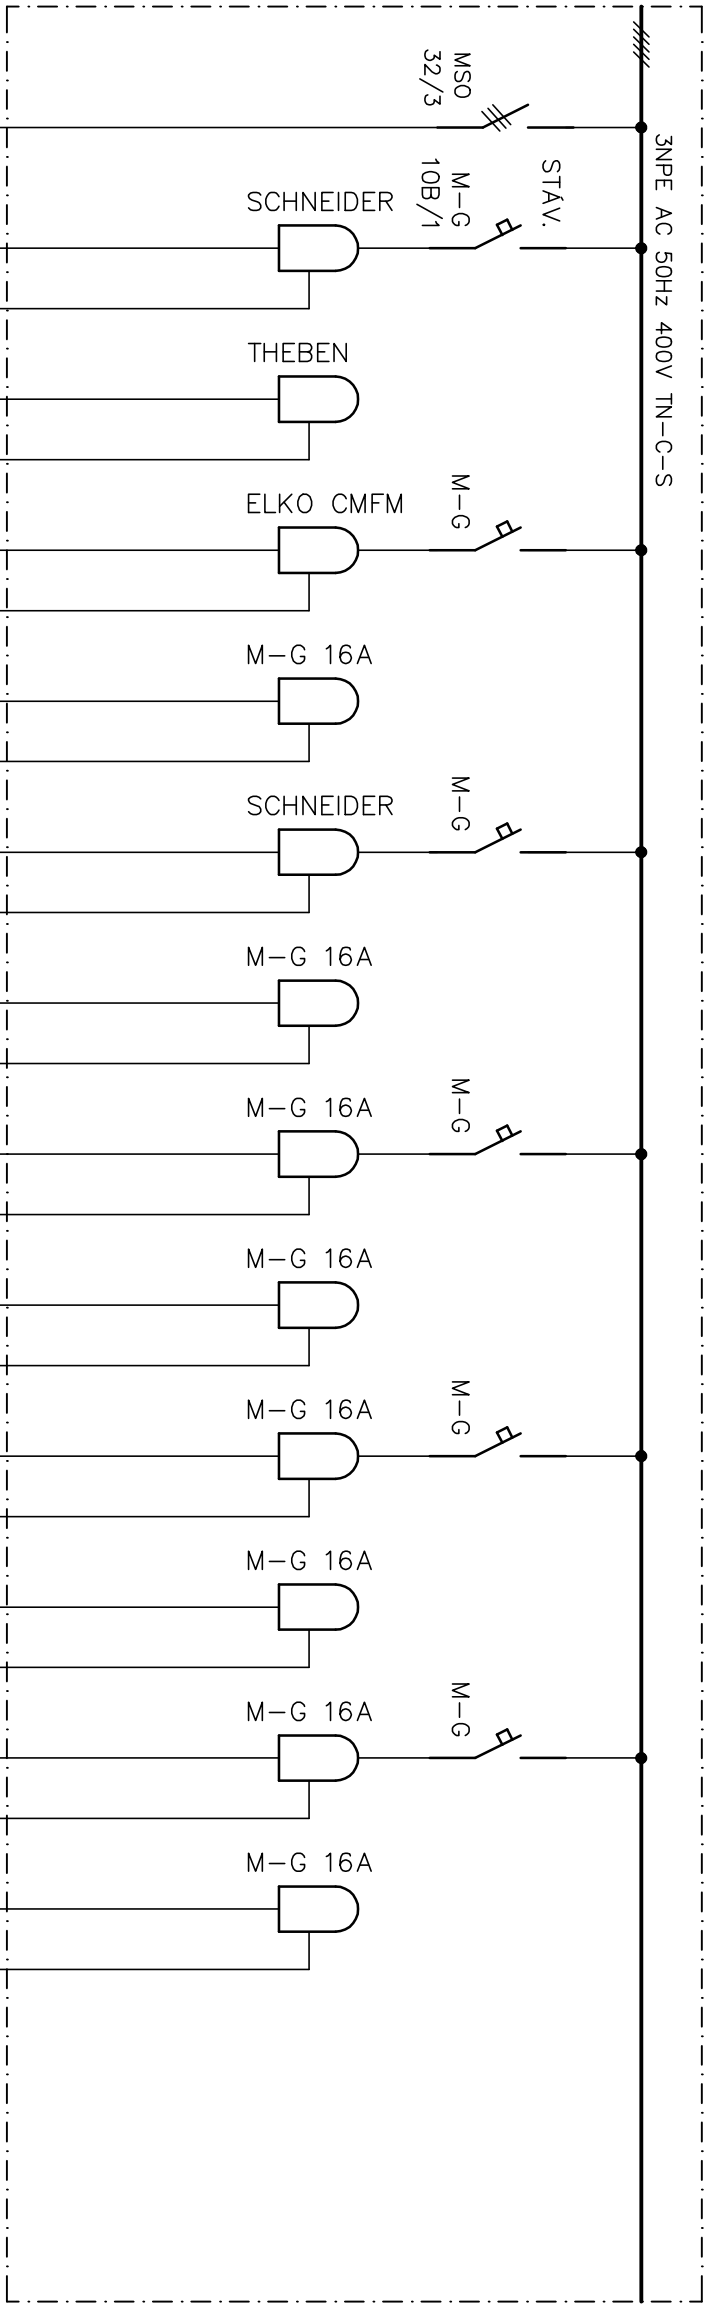 3NPE AC 50Hz 400V TN-C-S
MSO
32/3
STÁV.
M-G
10B/1
SCHNEIDER
THEBEN
ELKO CMFM
M-G
M-G 16A
SCHNEIDER
M-G
M-G 16A
M-G 16A
M-G
M-G 16A
M-G 16A
M-G
M-G 16A
M-G 16A
M-G
M-G 16A